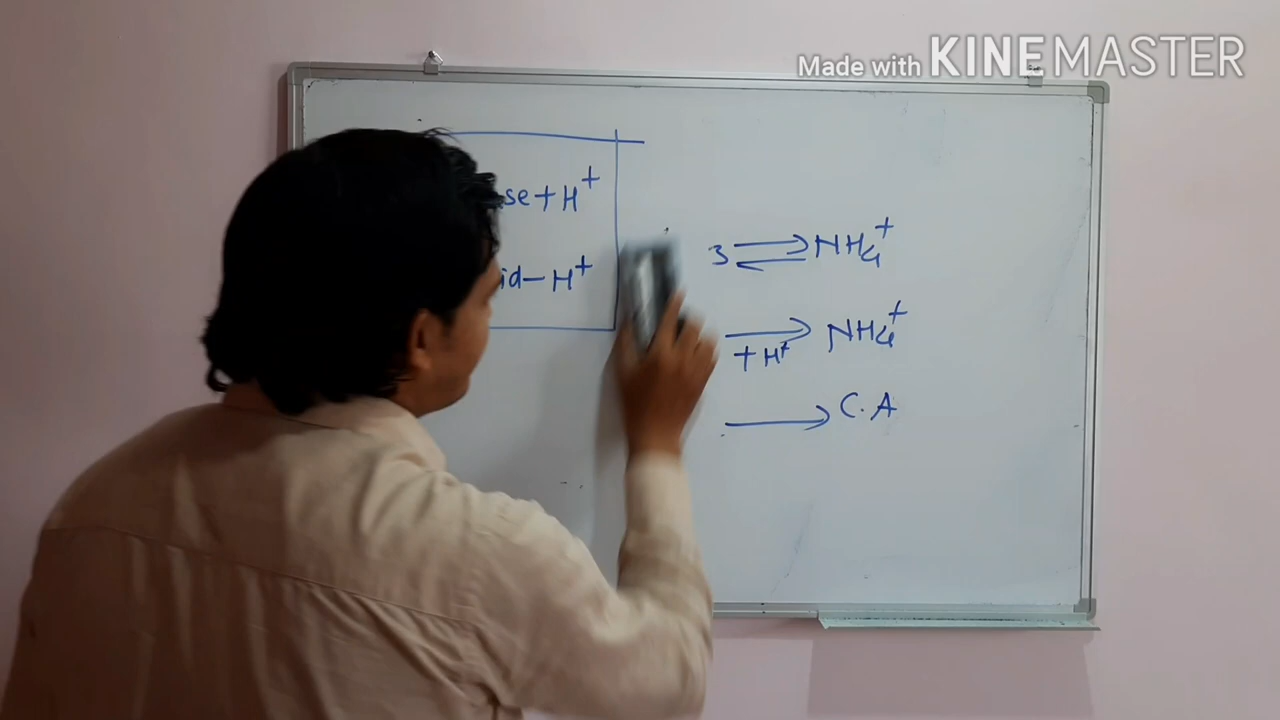 Made with KINEMASTER
se + H⁺
id – H⁺
3 ⇌ NH₄⁺
⟶ NH₄⁺
+ H⁺
⟶ C.A